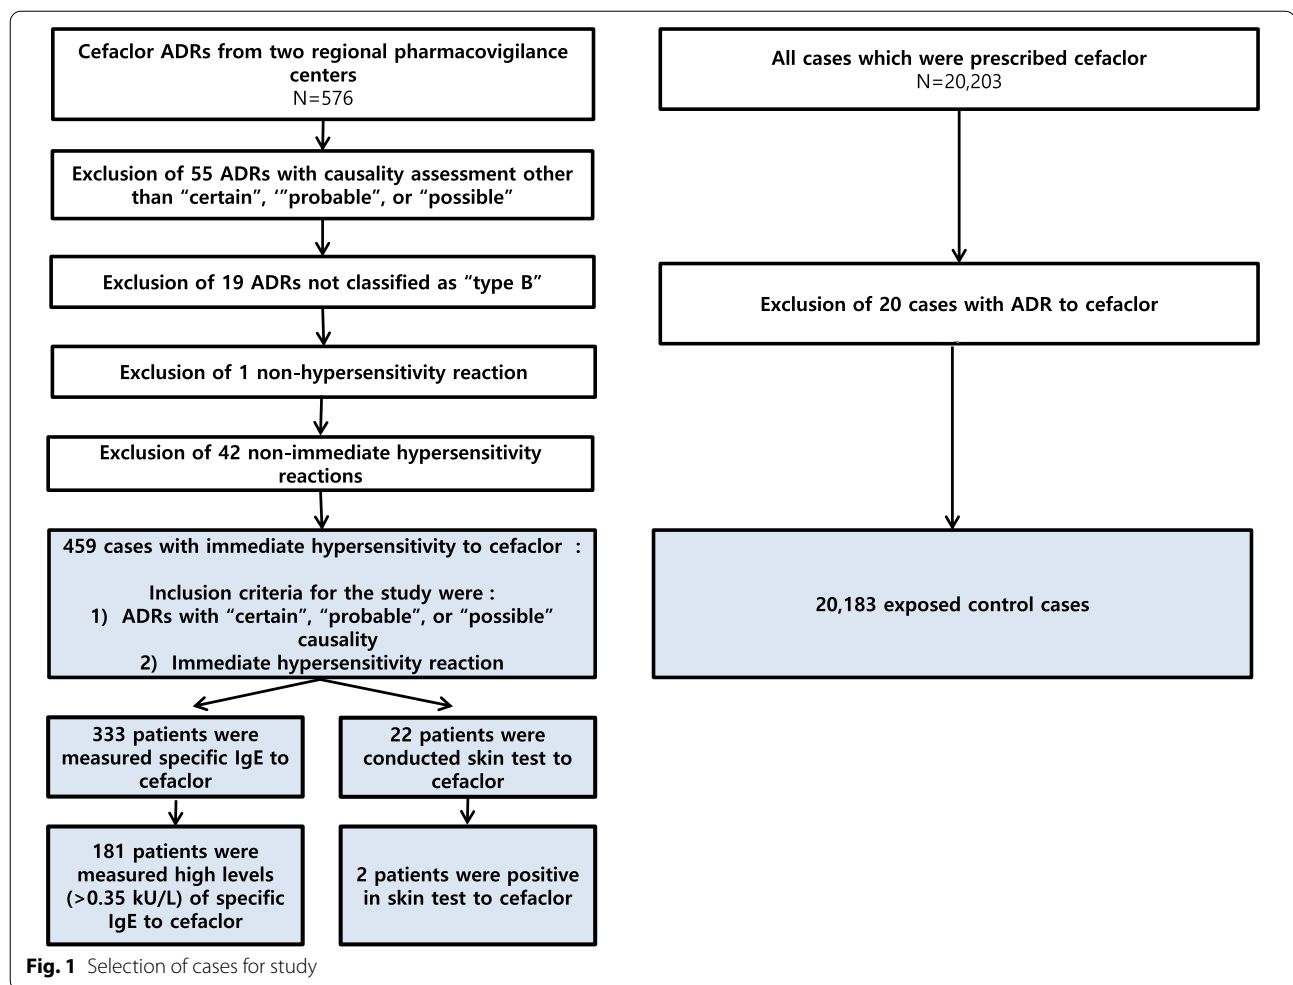 Cefaclor ADRs from two regional pharmacovigilance
centers
N=576
Exclusion of 55 ADRs with causality assessment other
than “certain”, ‘”probable”, or “possible”
Exclusion of 19 ADRs not classified as “type B”
Exclusion of 1 non-hypersensitivity reaction
Exclusion of 42 non-immediate hypersensitivity
reactions
459 cases with immediate hypersensitivity to cefaclor :
Inclusion criteria for the study were :
1) ADRs with “certain”, “probable”, or “possible”
causality
2) Immediate hypersensitivity reaction
333 patients were
measured specific IgE to
cefaclor
22 patients were
conducted skin test to
cefaclor
181 patients were
measured high levels
(>0.35 kU/L) of specific
IgE to cefaclor
2 patients were positive
in skin test to cefaclor
All cases which were prescribed cefaclor
N=20,203
Exclusion of 20 cases with ADR to cefaclor
20,183 exposed control cases
Fig. 1 Selection of cases for study